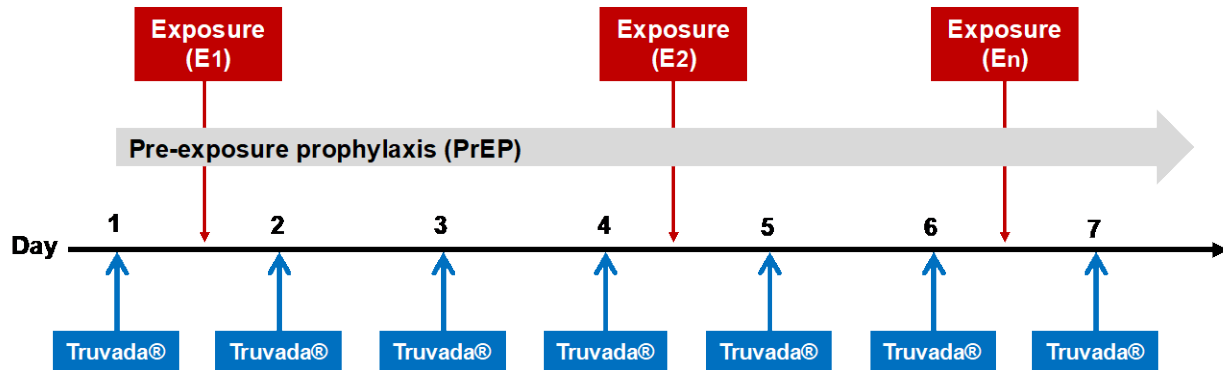 Exposure
(E1)
Exposure
(E2)
Exposure
(En)
Pre-exposure prophylaxis (PrEP)
1 2 3 4 5 6 7
Day
Truvada® Truvada® Truvada® Truvada® Truvada® Truvada® Truvada®